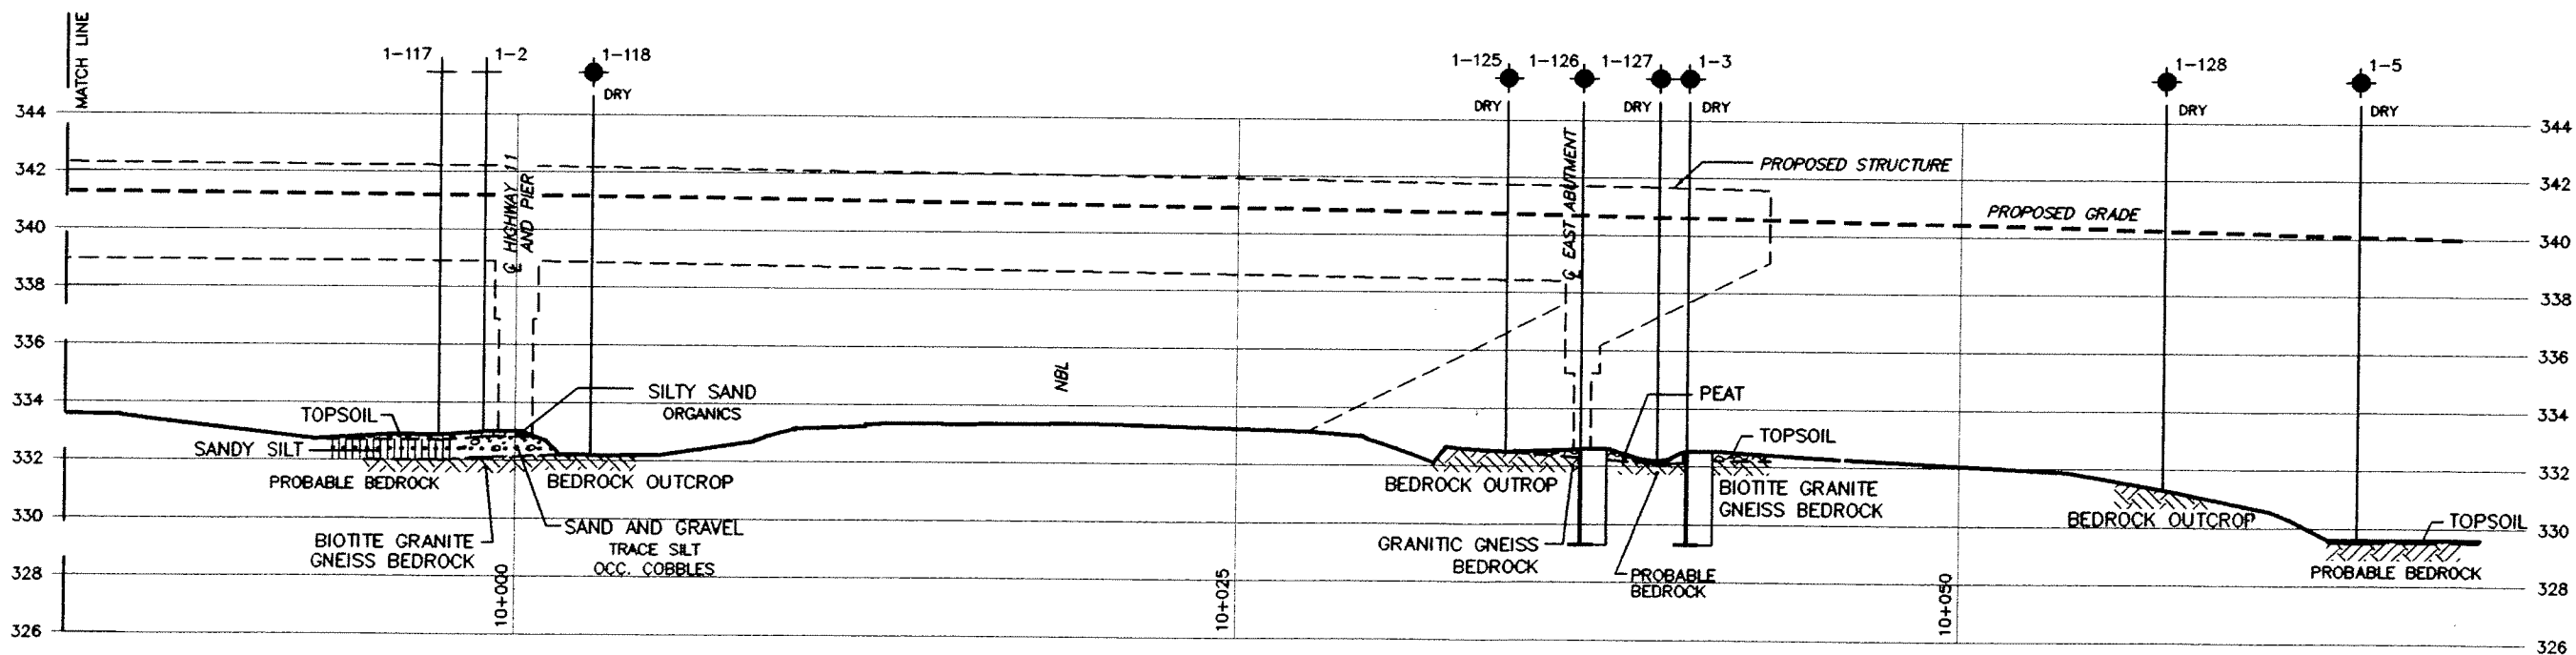 MATCH LINE
1-117
1-2
1-118
DRY
1-125
DRY
1-126
1-127
DRY
1-3
DRY
1-128
DRY
1-5
DRY
344
342
340
338
336
334
332
330
328
326
344
342
340
338
336
334
332
330
328
326
℄ HIGHWAY 11
AND PIER
NBL
℄ EAST ABUTMENT
PROPOSED STRUCTURE
PROPOSED GRADE
TOPSOIL
SANDY SILT
PROBABLE BEDROCK
BIOTITE GRANITE
GNEISS BEDROCK
SILTY SAND
ORGANICS
BEDROCK OUTCROP
SAND AND GRAVEL
TRACE SILT
OCC. COBBLES
BEDROCK OUTROP
GRANITIC GNEISS
BEDROCK
PEAT
PROBABLE
BEDROCK
TOPSOIL
BIOTITE GRANITE
GNEISS BEDROCK
BEDROCK OUTCROP
TOPSOIL
PROBABLE BEDROCK
10+000
10+025
10+050